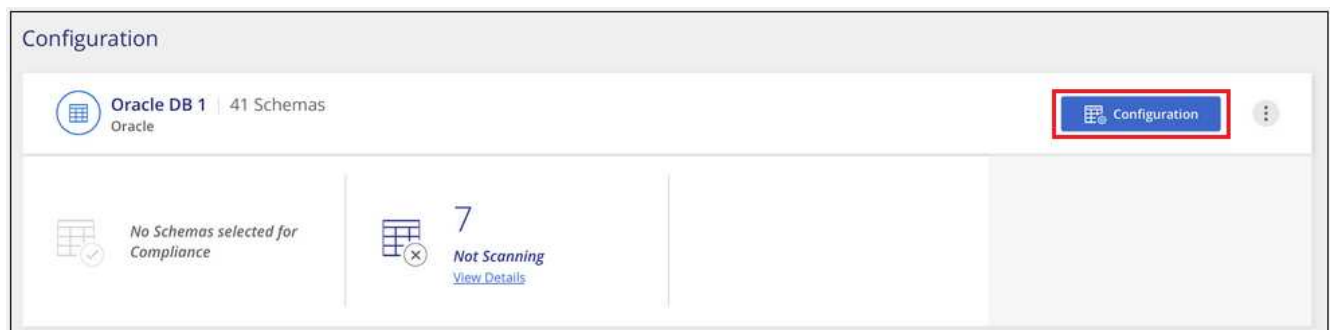 Configuration
Oracle DB 1 | 41 Schemas
Oracle
Configuration
No Schemas selected for
Compliance
7
Not Scanning
View Details